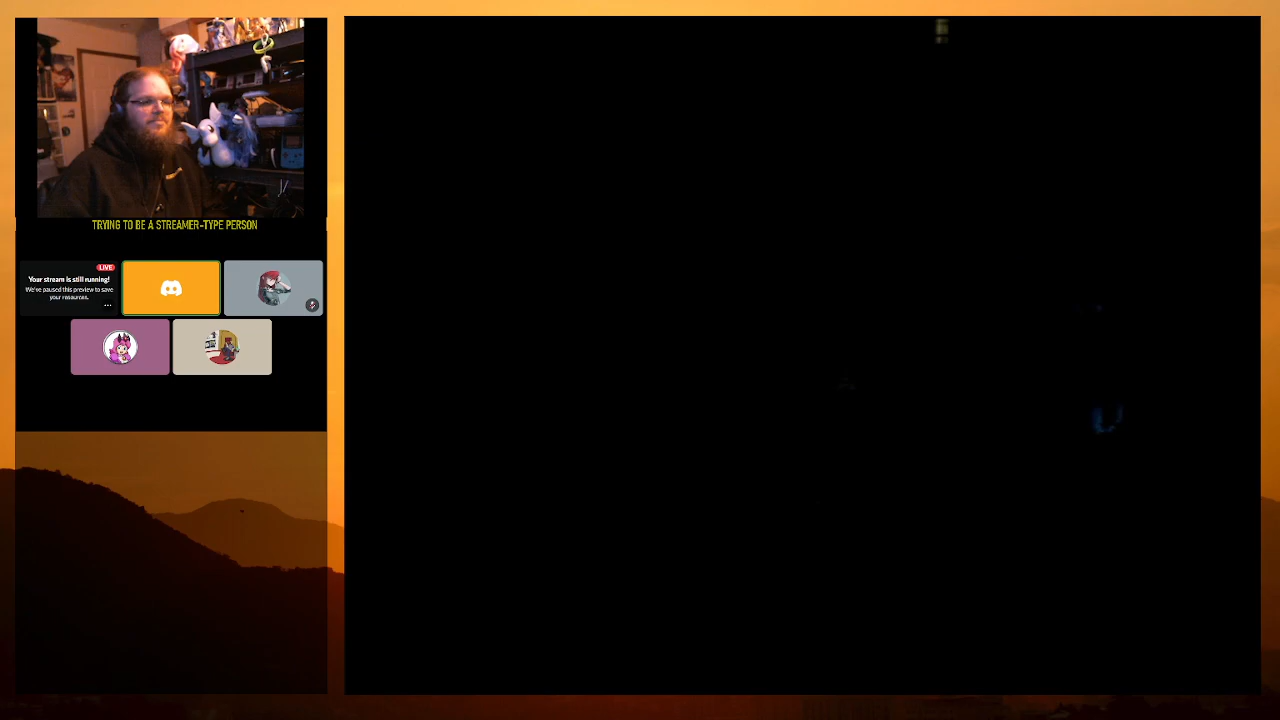 TRYING TO BE A STREAMER-TYPE PERSON
LIVE
Your stream is still running!
We've paused this preview to save
your resources.